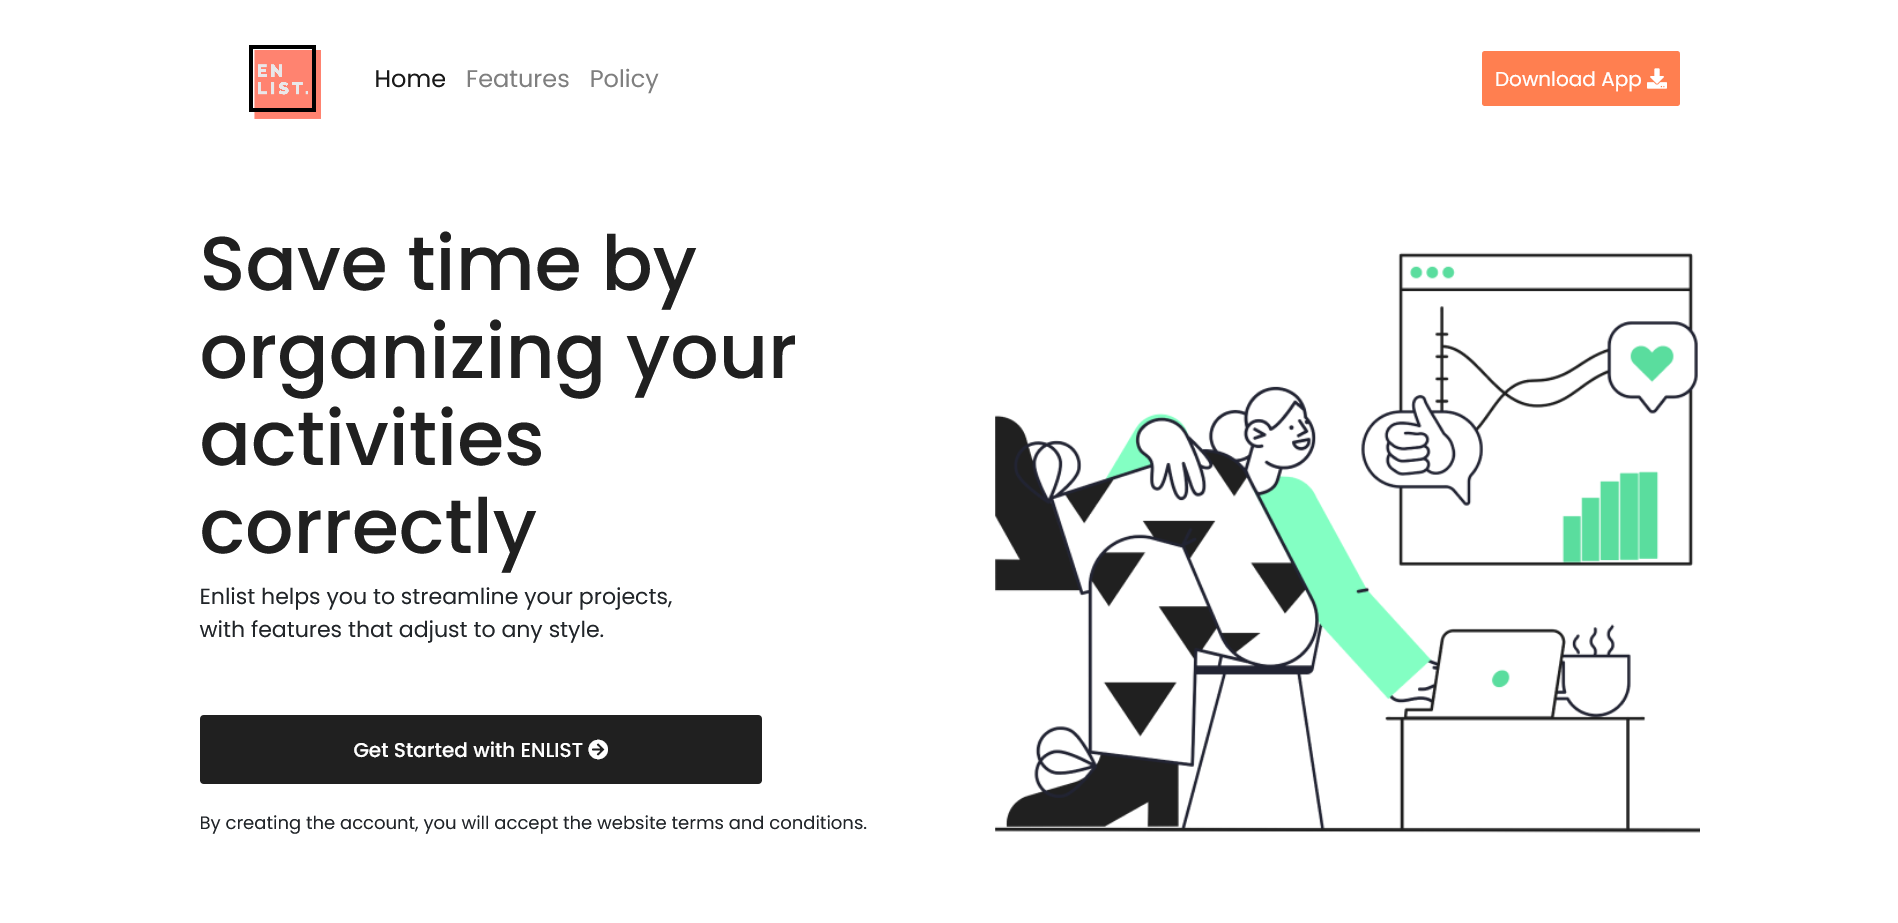 EN
LIST.
Home Features Policy
Download App
Save time by
organizing your
activities
correctly
Enlist helps you to streamline your projects,
with features that adjust to any style.
Get Started with ENLIST
By creating the account, you will accept the website terms and conditions.